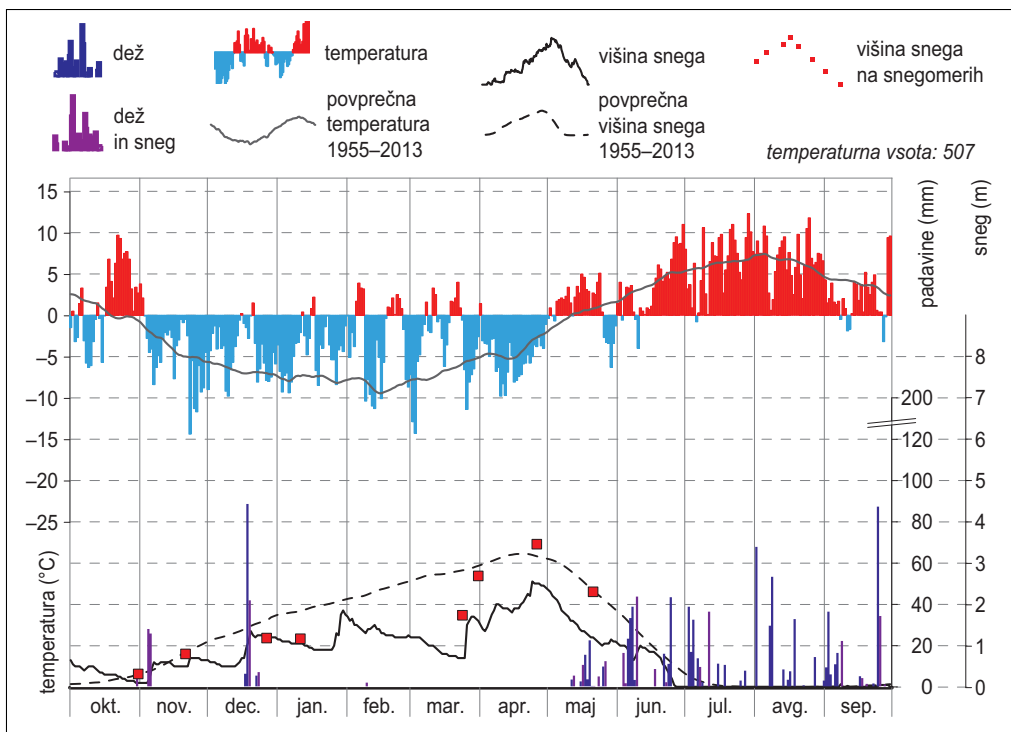 dež
temperatura
višina snega
višina snega
na snegomerih
dež
in sneg
povprečna
temperatura
1955–2013
povprečna
višina snega
1955–2013
temperaturna vsota: 507
15
10
5
0
–5
–10
–15
–20
–25
temperatura (°C)
padavine (mm)
200
120
100
80
60
40
20
0
sneg (m)
8
7
6
5
4
3
2
1
0
okt.
nov.
dec.
jan.
feb.
mar.
apr.
maj
jun.
jul.
avg.
sep.